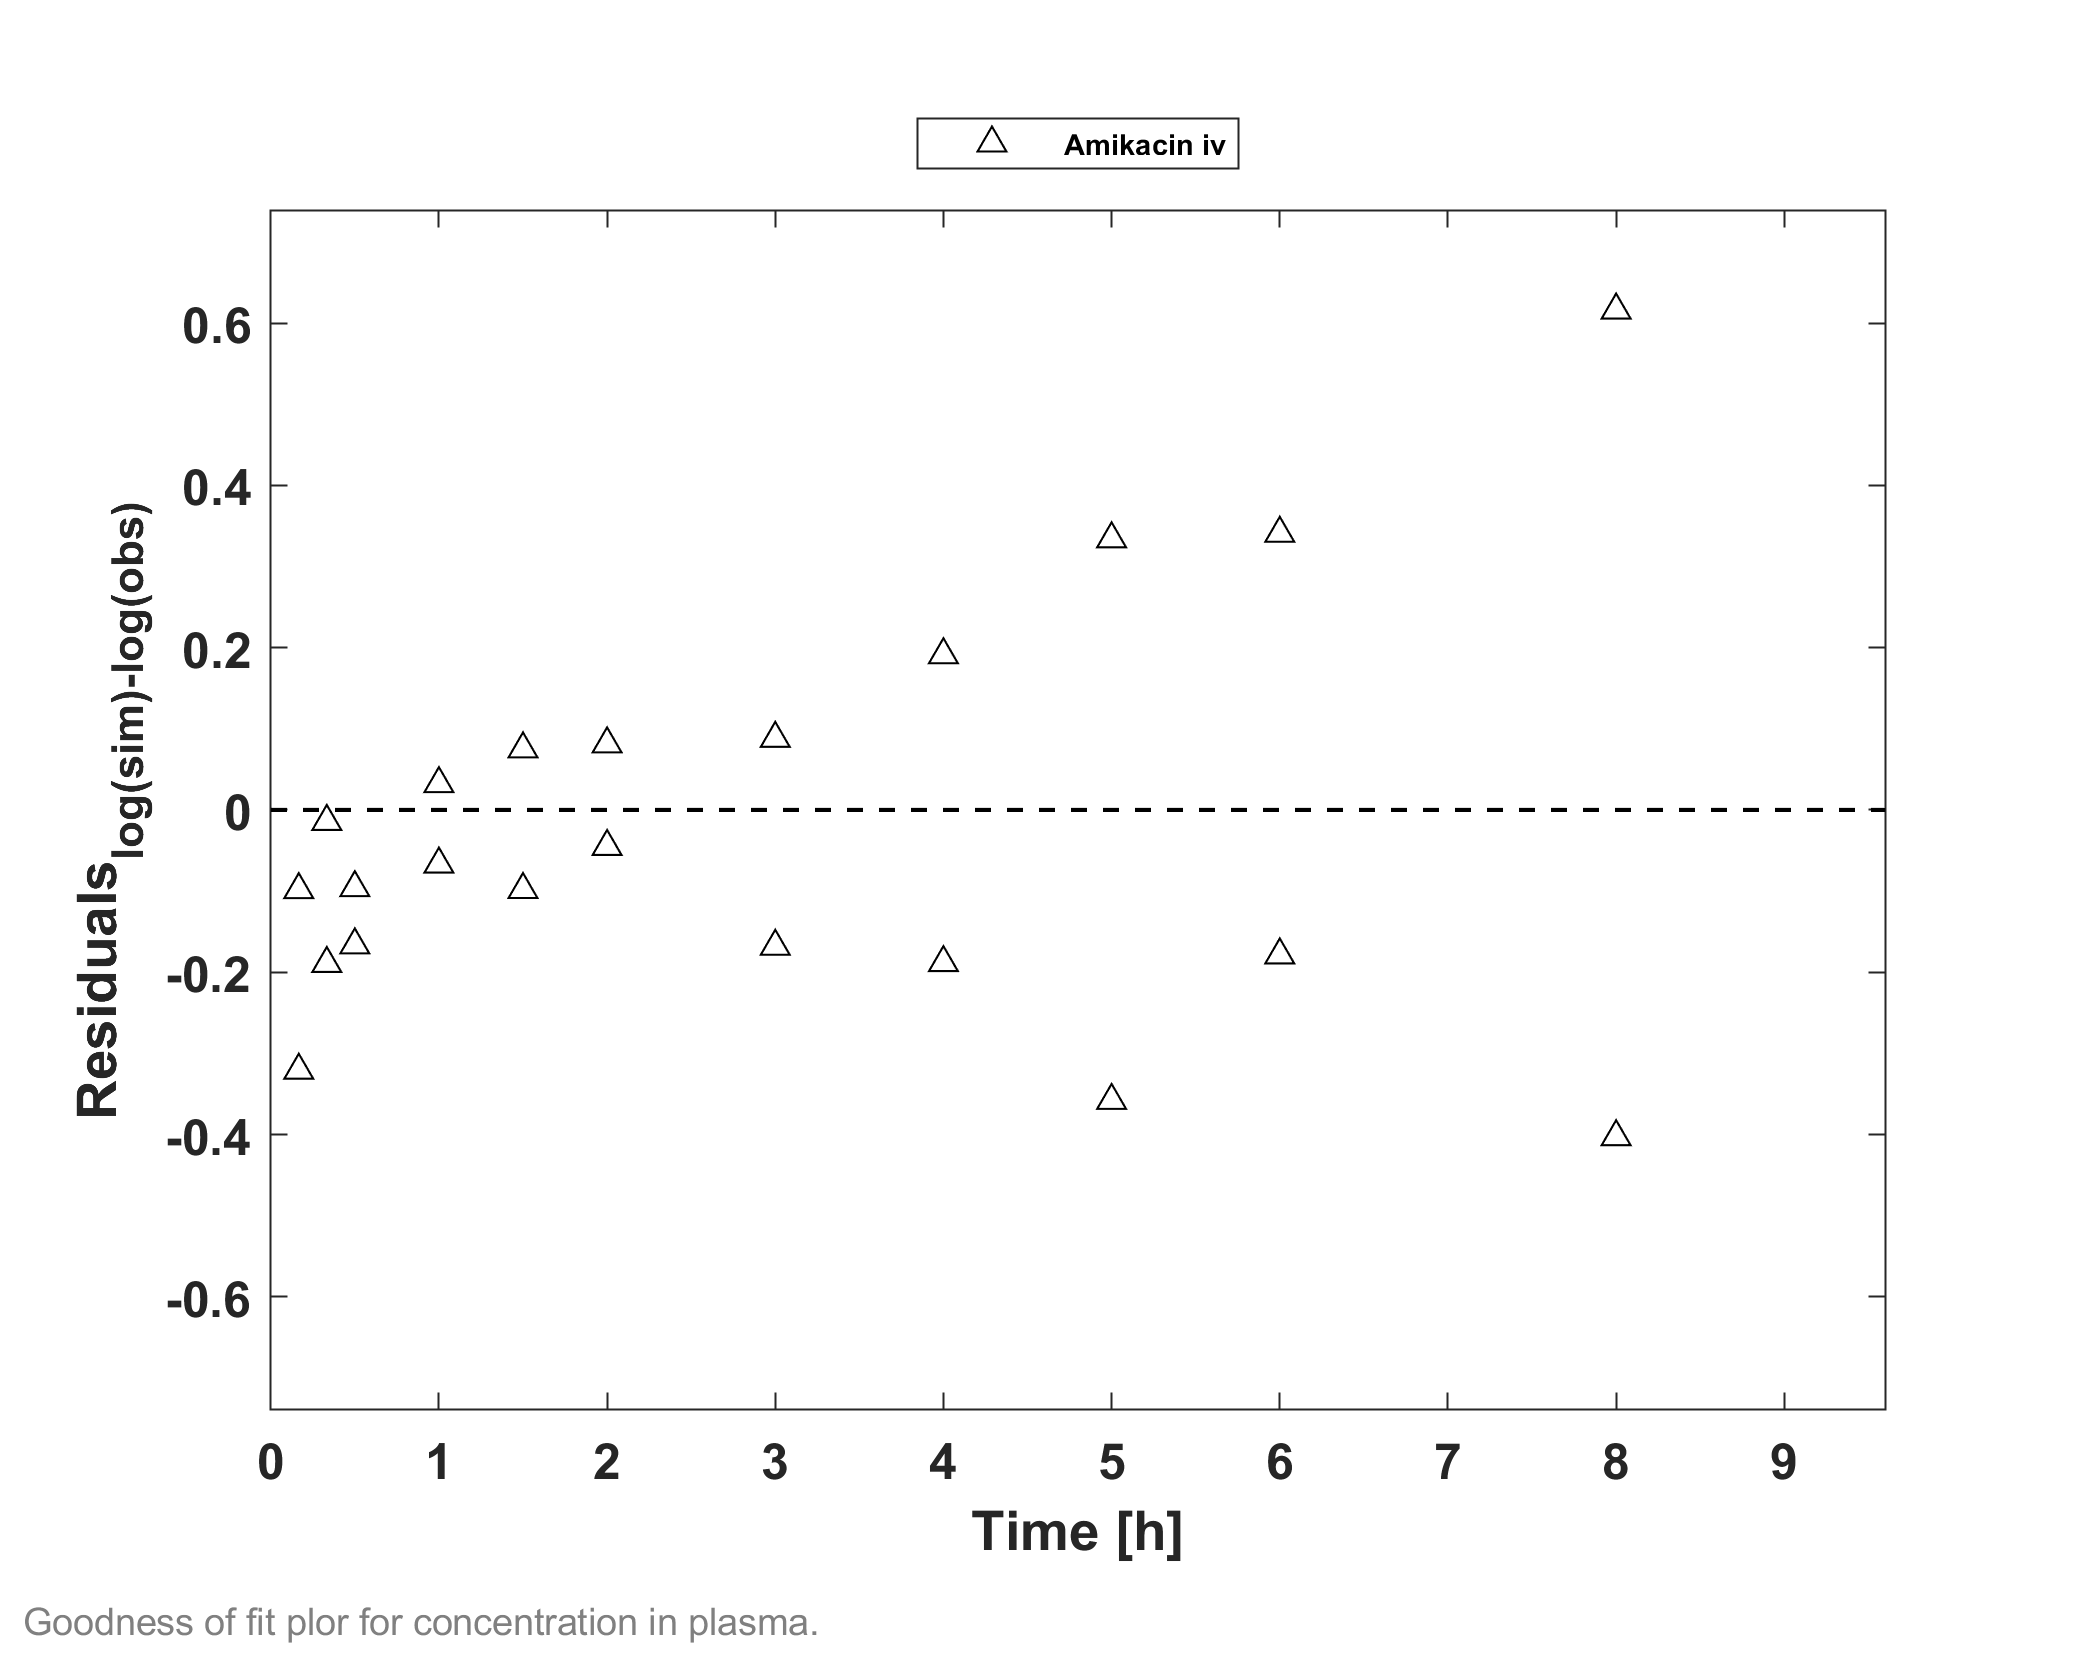 Amikacin iv
0.6
0.4
0.2
0
-0.2
-0.4
-0.6
Residuals log(sim)-log(obs)
0 1 2 3 4 5 6 7 8 9
Time [h]
Goodness of fit plor for concentration in plasma.